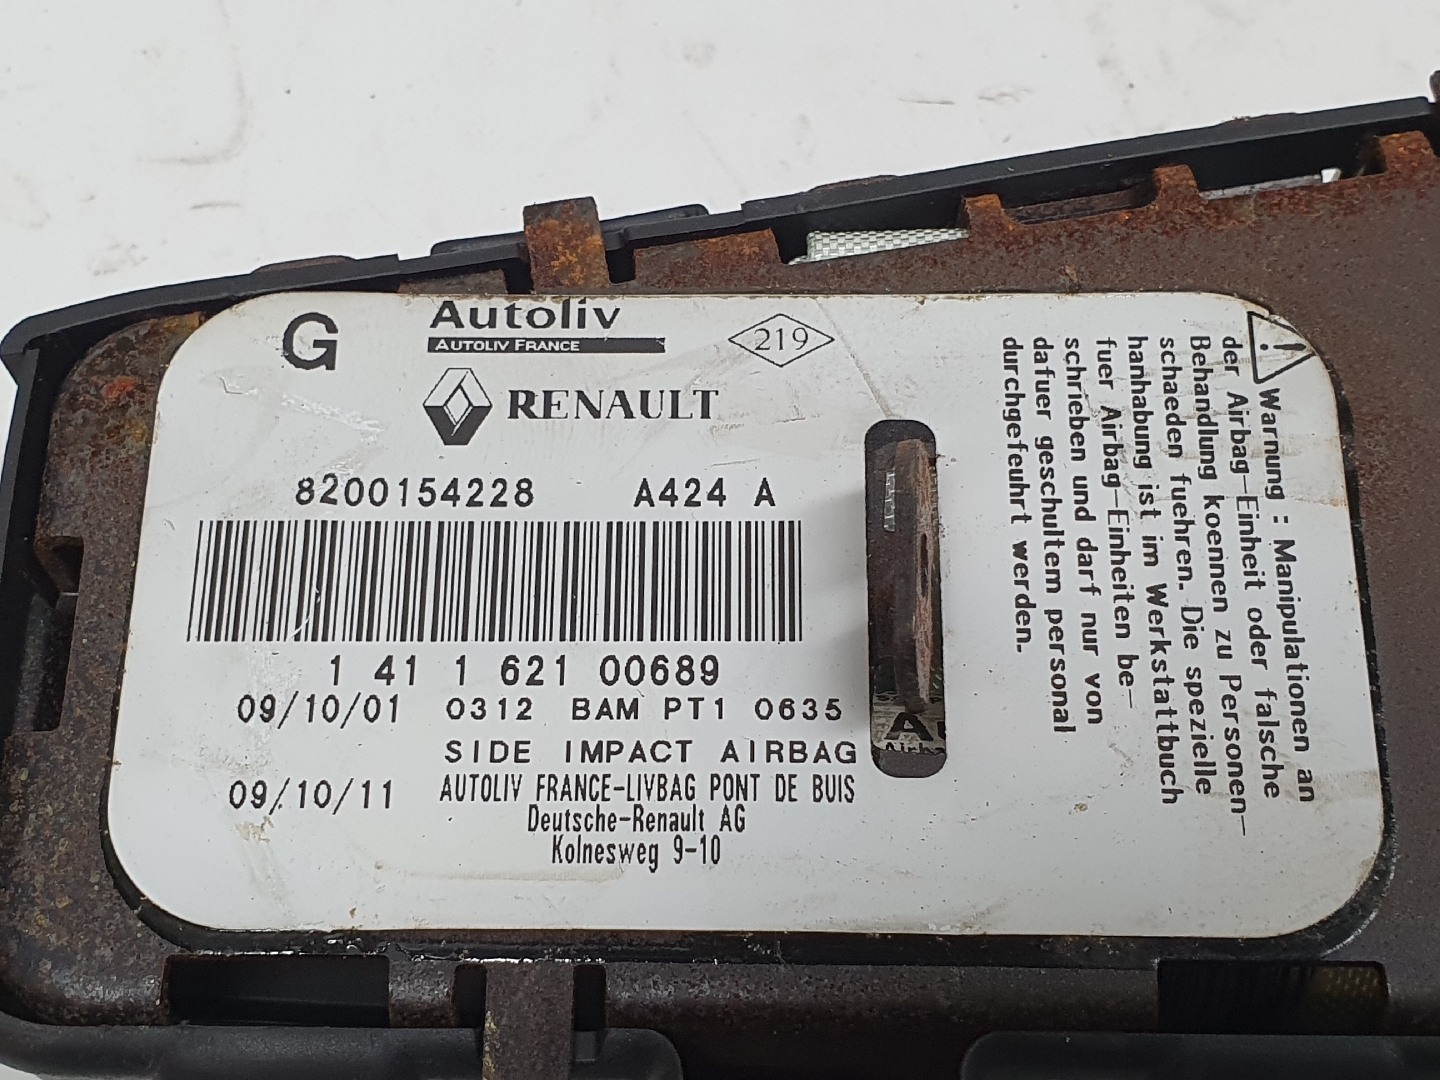 G
Autoliv
AUTOLIV FRANCE
219
RENAULT
8200154228 A424 A
1 41 1 621 00689
09/10/01 0312 BAM PT1 0635
SIDE IMPACT AIRBAG
09/10/11
AUTOLIV FRANCE-LIVBAG PONT DE BUIS
Deutsche-Renault AG
Kolnesweg 9-10
Warnung : Manipulationen an
der Airbag-Einheit oder falsche
Behandlung koennen zu Personen-
schaeden fuehren. Die spezielle
hanhabung ist im Werkstattbuch
fuer Airbag-Einheiten be-
schrieben und darf nur von
dafuer geschultem personal
durchgefeuhrt werden.